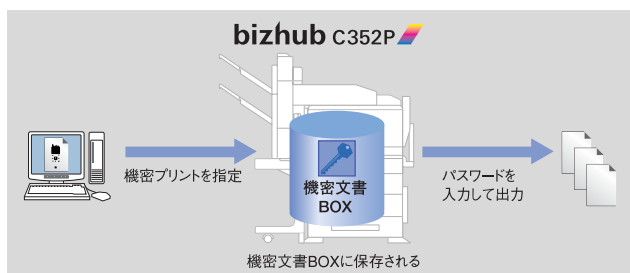 bizhub C352P
機密プリントを指定
機密文書
BOX
パスワードを
入力して出力
機密文書BOXに保存される